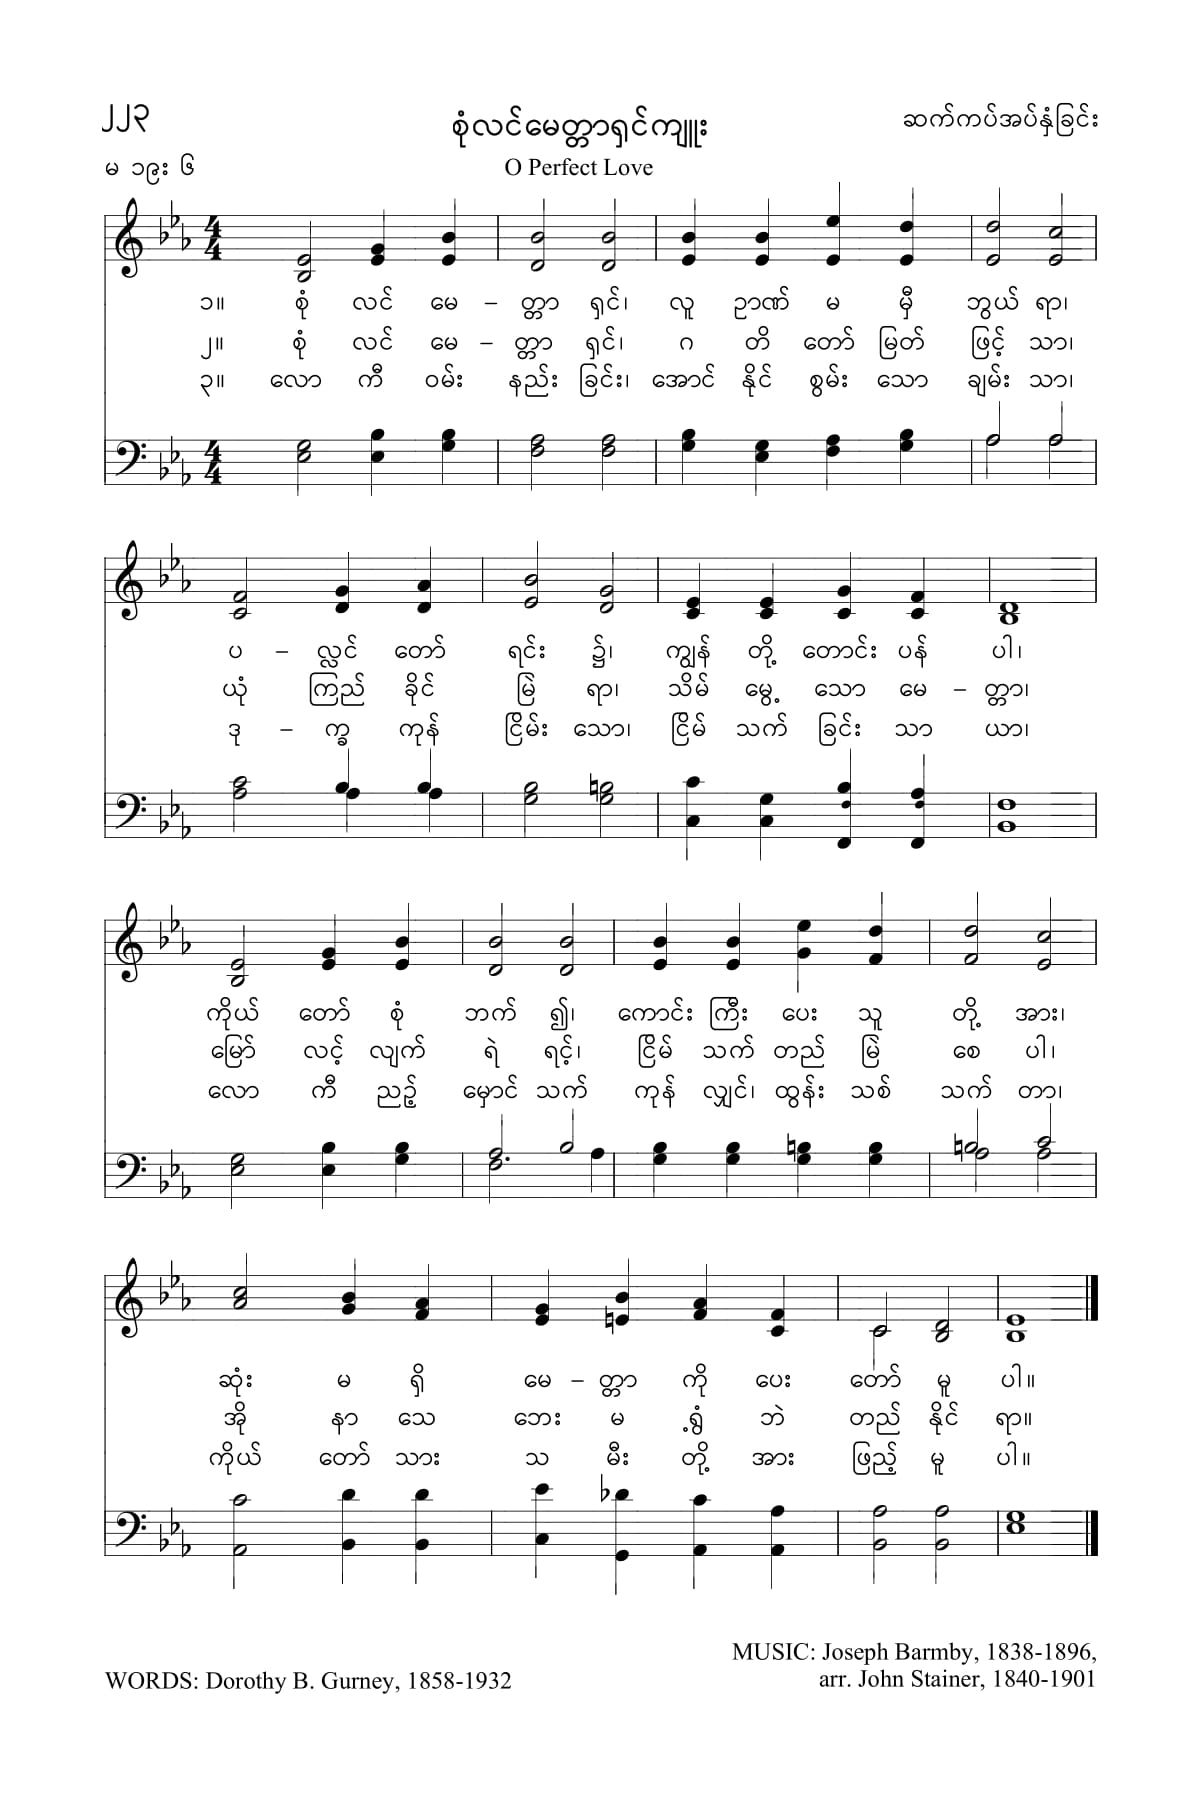 ၂၂၃
စုံလင်မေတ္တာရှင်ကျူး
ဆက်ကပ်အပ်နှံခြင်း
မ ၁၉း ၆
O Perfect Love
၁။ စုံ လင် မေ – တ္တာ ရှင်၊ လူ ဉာဏ် မ မှီ ဘွယ် ရာ၊
၂။ စုံ လင် မေ – တ္တာ ရှင်၊ ဂ တိ တော် မြတ် ဖြင့် သာ၊
၃။ လော ကီ ဝမ်း နည်း ခြင်း၊ အောင် နိုင် စွမ်း သော ချမ်း သာ၊
ပ – လ္လင် တော် ရင်း ၌၊ ကျွန် တို့ တောင်း ပန် ပါ၊
ယုံ ကြည် ခိုင် မြဲ ရာ၊ သိမ် မွေ့ သော မေ – တ္တာ၊
ဒု – က္ခ ကုန် ငြိမ်း သော၊ ငြိမ် သက် ခြင်း သာ ယာ၊
ကိုယ် တော် စုံ ဘက် ၍၊ ကောင်း ကြီး ပေး သူ တို့ အား၊
မြော် လင့် လျက် ရဲ ရင့်၊ ငြိမ် သက် တည် မြဲ စေ ပါ၊
လော ကီ ညဉ့် မှောင် သက် ကုန် လျှင်၊ ထွန်း သစ် သက် တာ၊
ဆုံး မ ရှိ မေ – တ္တာ ကို ပေး တော် မူ ပါ။
အို နာ သေ ဘေး မ ရွံ့ ဘဲ တည် နိုင် ရာ။
ကိုယ် တော် သား သ မီး တို့ အား ဖြည့် မူ ပါ။
MUSIC: Joseph Barmby, 1838-1896,
WORDS: Dorothy B. Gurney, 1858-1932
arr. John Stainer, 1840-1901